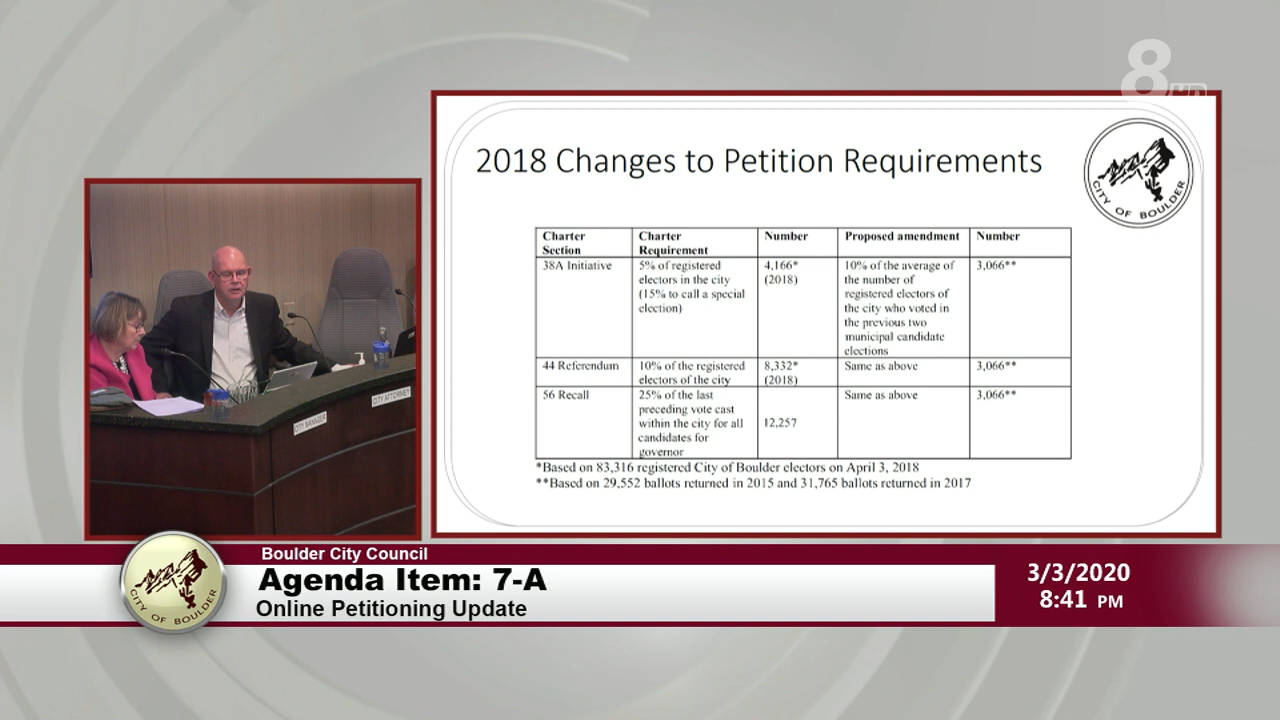 8
HD
2018 Changes to Petition Requirements
CITY OF BOULDER
Charter Section
Charter Requirement
Number
Proposed amendment
Number
38A Initiative
5% of registered
electors in the city
(15% to call a special
election)
4,166*
(2018)
10% of the average of
the number of
registered electors of
the city who voted in
the previous two
municipal candidate
elections
3,066**
44 Referendum
10% of the registered
electors of the city
8,332*
(2018)
Same as above
3,066**
56 Recall
25% of the last
preceding vote cast
within the city for all
candidates for
governor
12,257
Same as above
3,066**
*Based on 83,316 registered City of Boulder electors on April 3, 2018
**Based on 29,552 ballots returned in 2015 and 31,765 ballots returned in 2017
CITY MANAGER
CITY ATTORNEY
Boulder City Council
Agenda Item: 7-A
Online Petitioning Update
CITY OF BOULDER
3/3/2020
8:41 PM